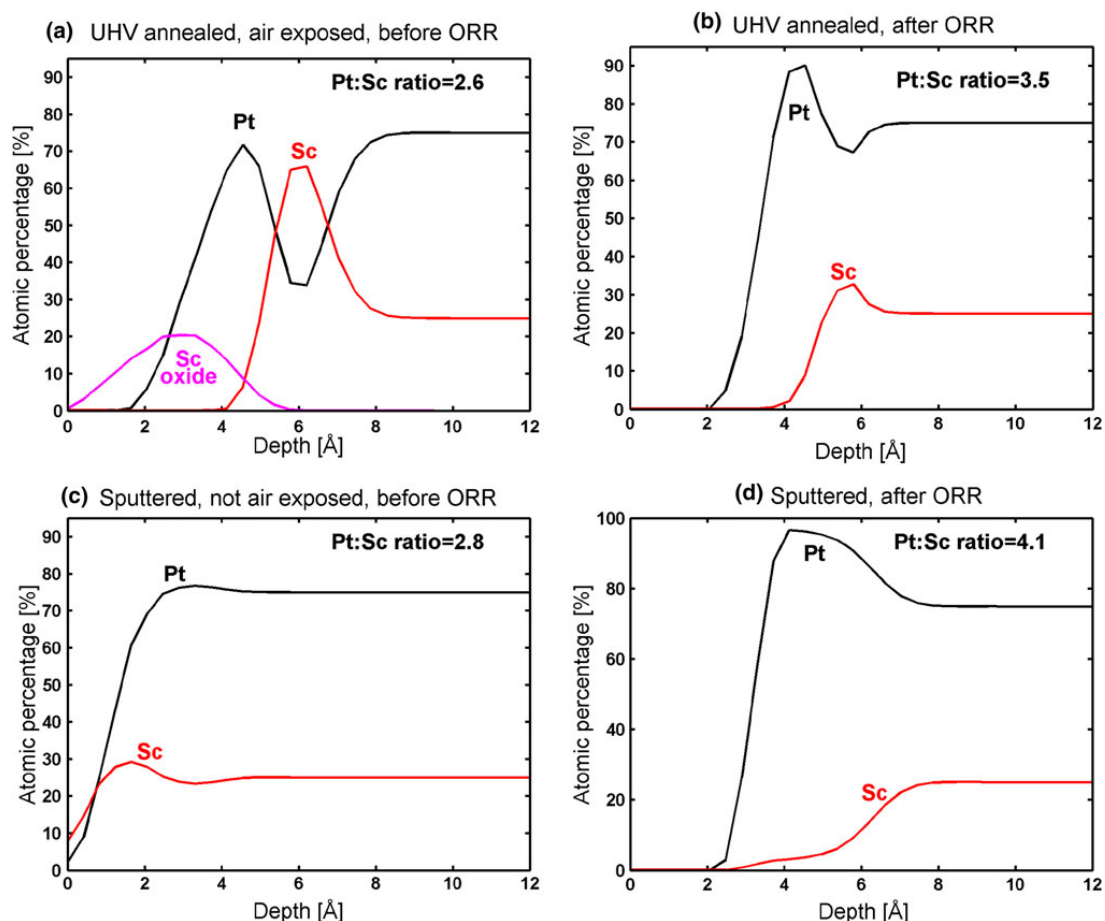 (a) UHV annealed, air exposed, before ORR
Atomic percentage [%]
90
80
70
60
50
40
30
20
10
0
Pt:Sc ratio=2.6
Pt
Sc
Sc
oxide
0 2 4 6 8 10 12
Depth [Å]
(b) UHV annealed, after ORR
Atomic percentage [%]
90
80
70
60
50
40
30
20
10
0
Pt:Sc ratio=3.5
Pt
Sc
0 2 4 6 8 10 12
Depth [Å]
(c) Sputtered, not air exposed, before ORR
Atomic percentage [%]
90
80
70
60
50
40
30
20
10
0
Pt:Sc ratio=2.8
Pt
Sc
0 2 4 6 8 10 12
Depth [Å]
(d) Sputtered, after ORR
Atomic percentage [%]
100
80
60
40
20
0
Pt:Sc ratio=4.1
Pt
Sc
0 2 4 6 8 10 12
Depth [Å]